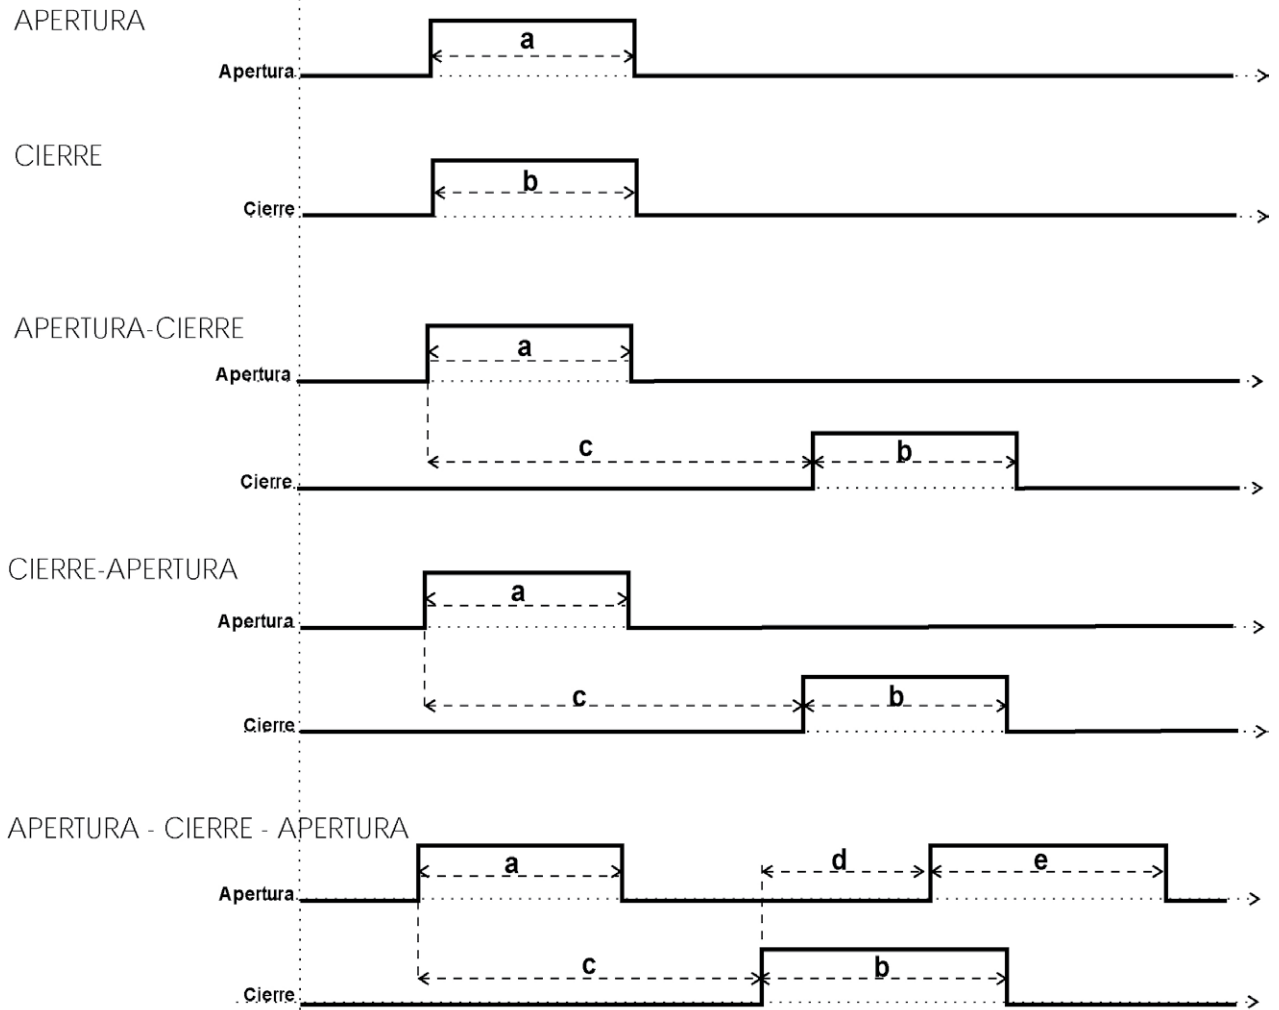 APERTURA
a
Apertura
CIERRE
b
Cierre
APERTURA-CIERRE
a
Apertura
c
b
Cierre
CIERRE-APERTURA
a
Apertura
c
b
Cierre
APERTURA - CIERRE - APERTURA
a
d
e
Apertura
c
b
Cierre